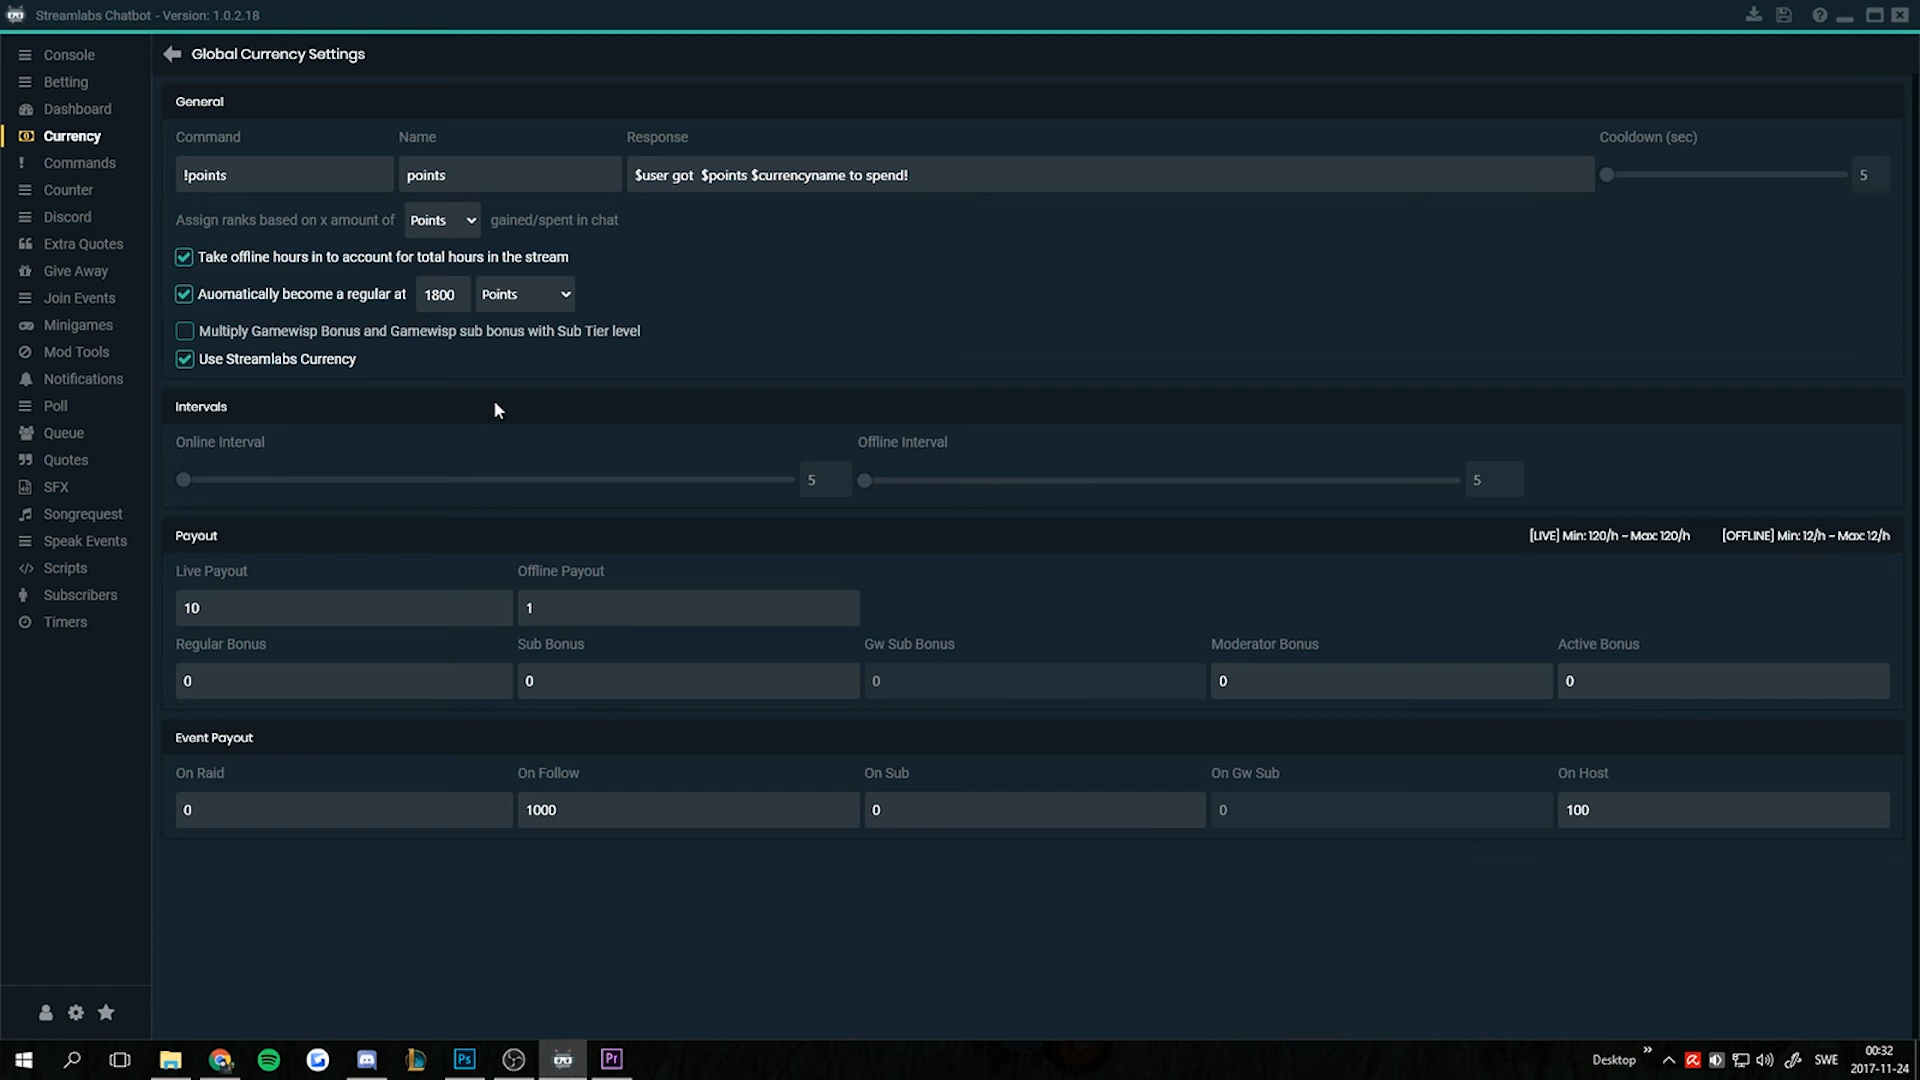 Streamlabs Chatbot - Version: 1.0.2.18
Console
Betting
Dashboard
Currency
Commands
Counter
Discord
Extra Quotes
Give Away
Join Events
Minigames
Mod Tools
Notifications
Poll
Queue
Quotes
SFX
Songrequest
Speak Events
Scripts
Subscribers
Timers
Global Currency Settings
General
Command Name Response Cooldown (sec)
!points points $user got $points $currencyname to spend! 5
Assign ranks based on x amount of Points gained/spent in chat
Take offline hours in to account for total hours in the stream
Auomatically become a regular at 1800 Points
Multiply Gamewisp Bonus and Gamewisp sub bonus with Sub Tier level
Use Streamlabs Currency
Intervals
Online Interval Offline Interval
5 5
Payout [LIVE] Min: 120/h ~ Max: 120/h [OFFLINE] Min: 12/h ~ Max: 12/h
Live Payout Offline Payout
10 1
Regular Bonus Sub Bonus Gw Sub Bonus Moderator Bonus Active Bonus
0 0 0 0 0
Event Payout
On Raid On Follow On Sub On Gw Sub On Host
0 1000 0 0 100
Ps Pr Desktop SWE 00:32
2017-11-24